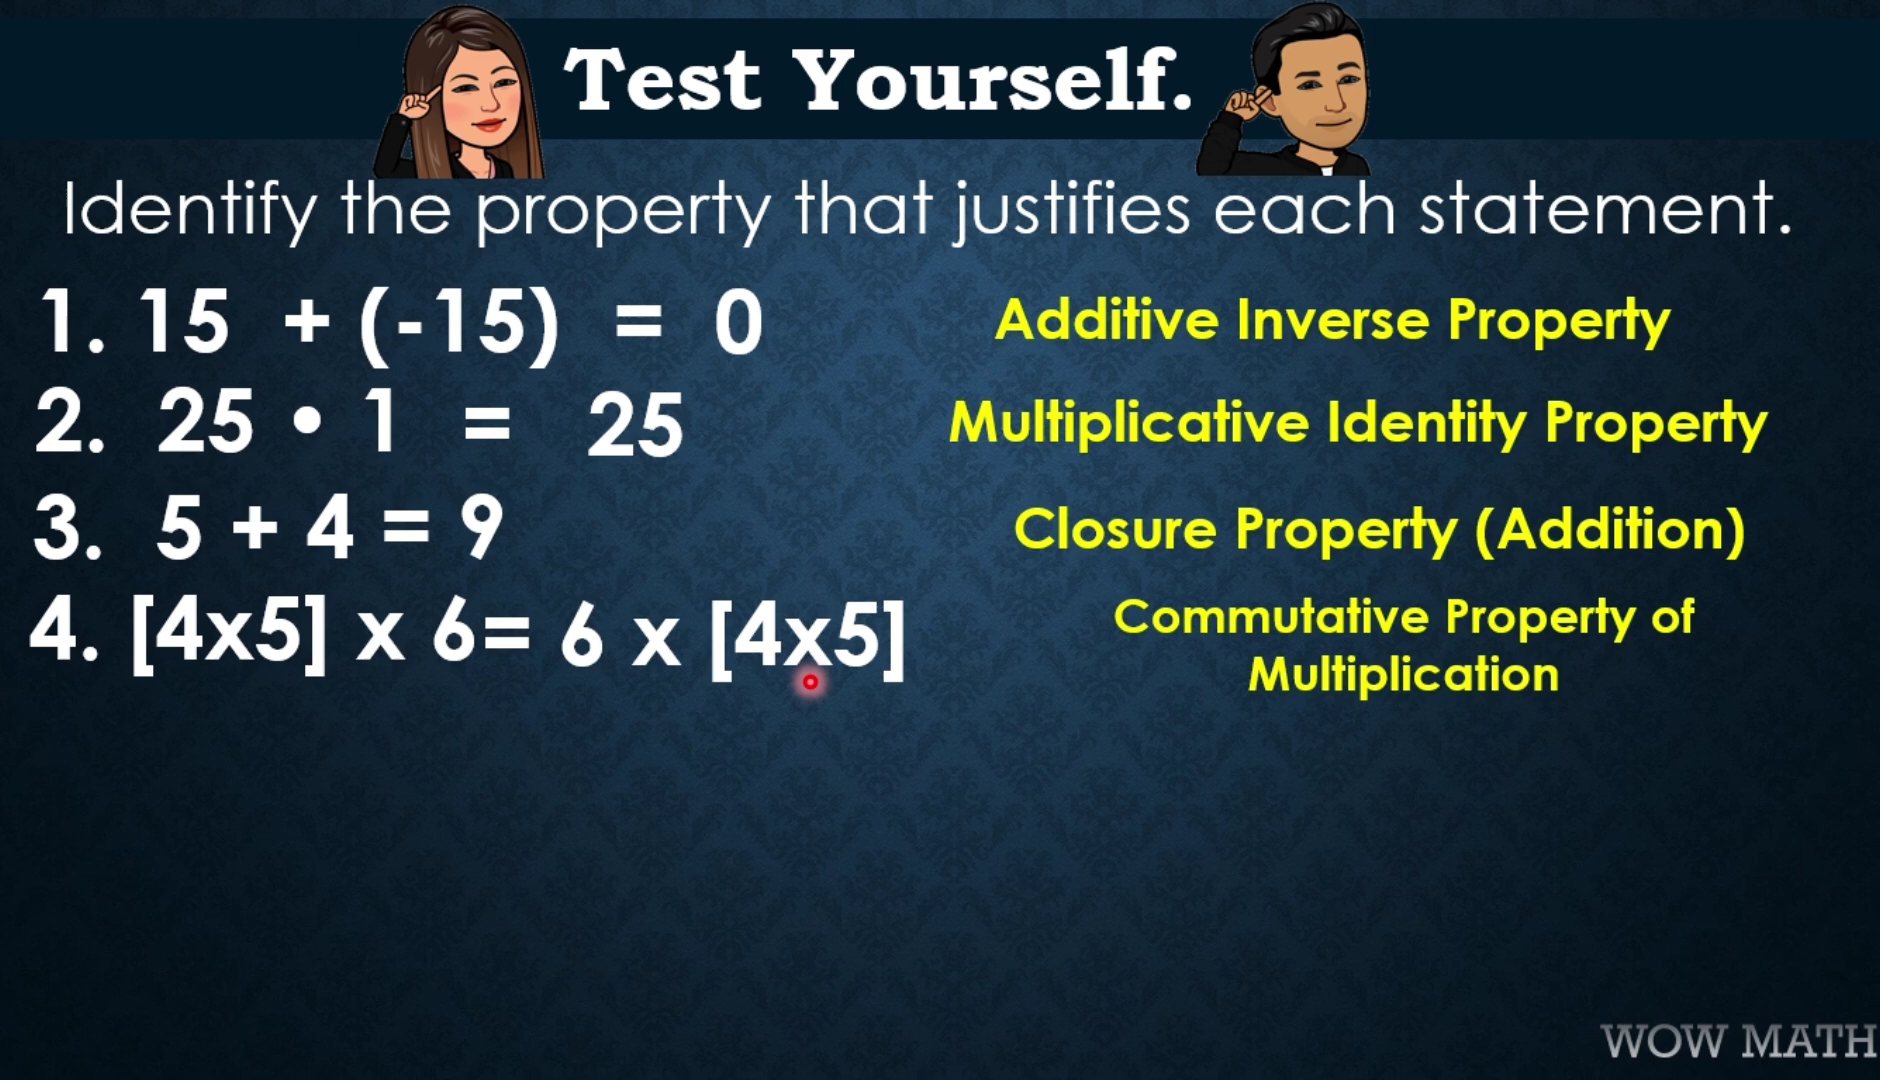 Test Yourself.
Identify the property that justifies each statement.
1. 15 + (-15) = 0 Additive Inverse Property
2. 25 • 1 = 25 Multiplicative Identity Property
3. 5 + 4 = 9 Closure Property (Addition)
4. [4x5] x 6= 6 x [4x5] Commutative Property of
Multiplication
WOW MATH